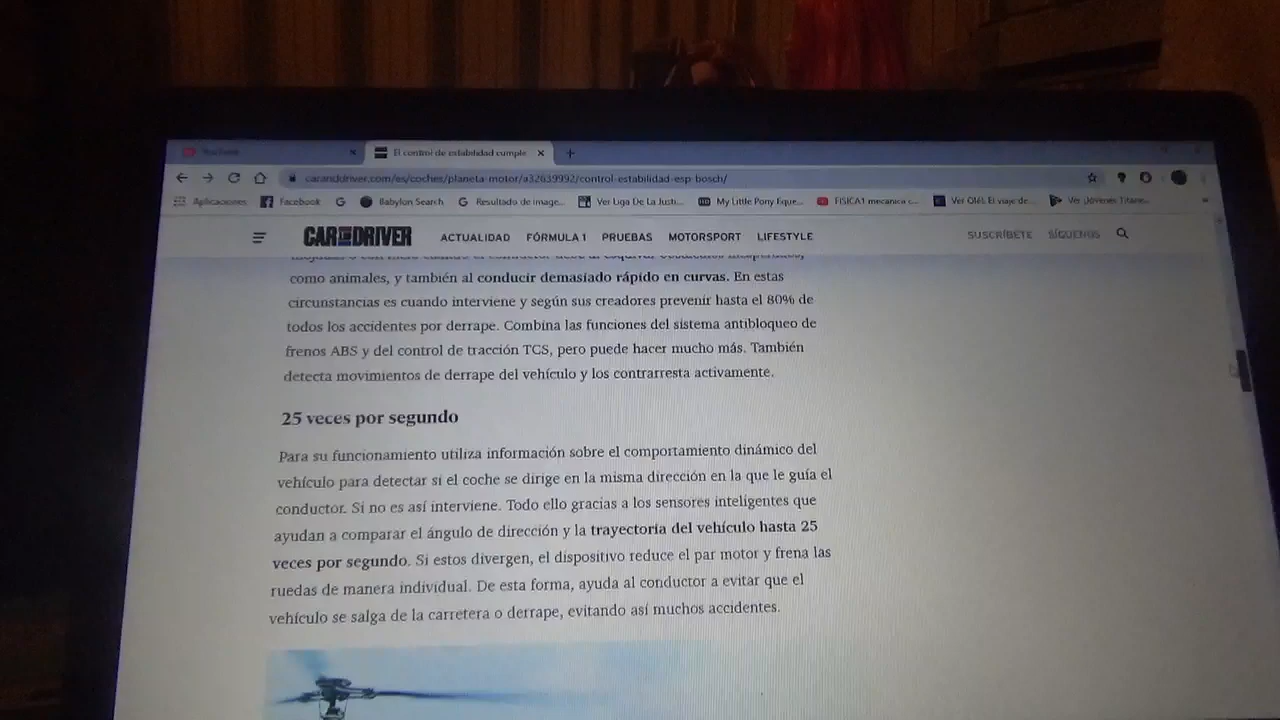 El control de estabilidad cumple
caranddriver.com/es/coches/planeta-motor/a32639992/control-estabilidad-esp-bosch/
Aplicaciones Facebook Babylon Search Resultado de image... Ver Liga De La Justi... My Little Pony Eque... FISICA1 mecanica c... Ver Olé!, El viaje de... Ver Jóvenes Titane...
CAR AND DRIVER ACTUALIDAD FÓRMULA 1 PRUEBAS MOTORSPORT LIFESTYLE SUSCRÍBETE SÍGUENOS
como animales, y también al conducir demasiado rápido en curvas. En estas
circunstancias es cuando interviene y según sus creadores prevenir hasta el 80% de
todos los accidentes por derrape. Combina las funciones del sistema antibloqueo de
frenos ABS y del control de tracción TCS, pero puede hacer mucho más. También
detecta movimientos de derrape del vehículo y los contrarresta activamente.
25 veces por segundo
Para su funcionamiento utiliza información sobre el comportamiento dinámico del
vehículo para detectar si el coche se dirige en la misma dirección en la que le guía el
conductor. Si no es así interviene. Todo ello gracias a los sensores inteligentes que
ayudan a comparar el ángulo de dirección y la trayectoria del vehículo hasta 25
veces por segundo. Si estos divergen, el dispositivo reduce el par motor y frena las
ruedas de manera individual. De esta forma, ayuda al conductor a evitar que el
vehículo se salga de la carretera o derrape, evitando así muchos accidentes.